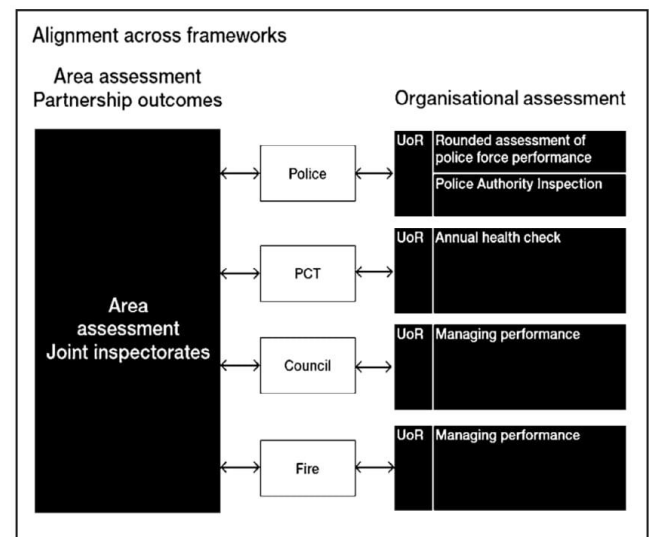 Alignment across frameworks
Area assessment
Partnership outcomes
Organisational assessment
Area
assessment
Joint inspectorates
Police
UoR
Rounded assessment of
police force performance
Police Authority Inspection
PCT
UoR
Annual health check
Council
UoR
Managing performance
Fire
UoR
Managing performance